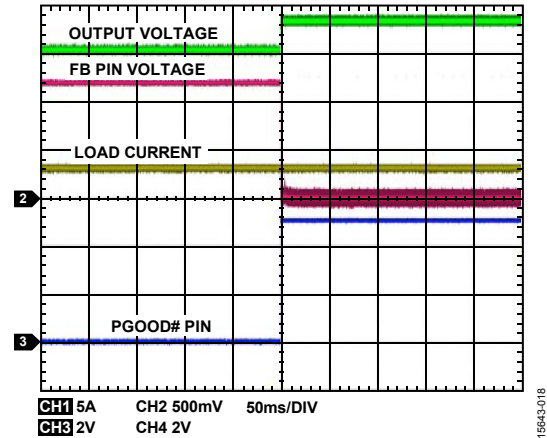 OUTPUT VOLTAGE
FB PIN VOLTAGE
LOAD CURRENT
2
PGOOD# PIN
3
CH1 5A CH2 500mV 50ms/DIV
CH3 2V CH4 2V
15643-018